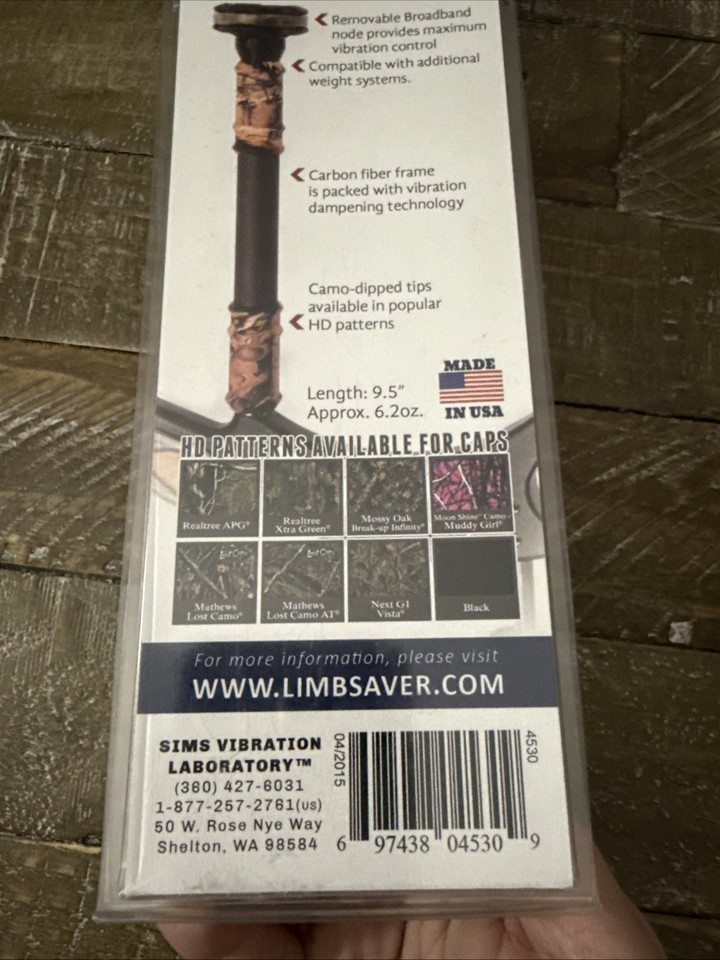 Removable Broadband
node provides maximum
vibration control
Compatible with additional
weight systems.
Carbon fiber frame
is packed with vibration
dampening technology
Camo-dipped tips
available in popular
HD patterns
Length: 9.5”
Approx. 6.2oz.
MADE
IN USA
HD PATTERNS AVAILABLE FOR CAPS
Realtree APG®
Realtree
Xtra Green®
Mossy Oak
Break-up Infinity®
Moon Shine™ Camo -
Muddy Girl®
Mathews
Lost Camo®
Mathews
Lost Camo AT®
Next G1
Vista®
Black
For more information, please visit
WWW.LIMBSAVER.COM
SIMS VIBRATION
LABORATORY™
(360) 427-6031
1-877-257-2761(US)
50 W. Rose Nye Way
Shelton, WA 98584
04/2015
4530
6 97438 04530 9